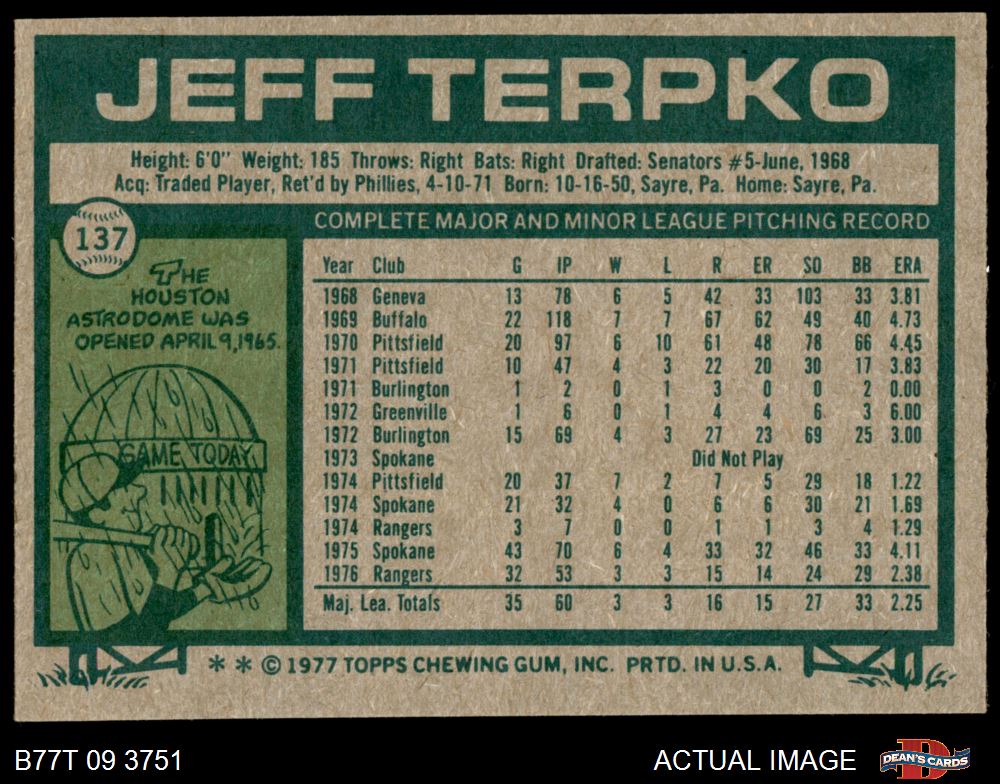 JEFF TERPKO
Height: 6'0" Weight: 185 Throws: Right Bats: Right Drafted: Senators #5-June, 1968
Acq: Traded Player, Ret'd by Phillies, 4-10-71 Born: 10-16-50, Sayre, Pa. Home: Sayre, Pa.
137
THE
HOUSTON
ASTRODOME WAS
OPENED APRIL 9, 1965.
GAME TODAY
COMPLETE MAJOR AND MINOR LEAGUE PITCHING RECORD
Year Club G IP W L R ER SO BB ERA
1968 Geneva 13 78 6 5 42 33 103 33 3.81
1969 Buffalo 22 118 7 7 67 62 49 40 4.73
1970 Pittsfield 20 97 6 10 61 48 78 66 4.45
1971 Pittsfield 10 47 4 3 22 20 30 17 3.83
1971 Burlington 1 2 0 1 3 0 0 2 0.00
1972 Greenville 1 6 0 1 4 4 6 3 6.00
1972 Burlington 15 69 4 3 27 23 69 25 3.00
1973 Spokane Did Not Play
1974 Pittsfield 20 37 7 2 7 5 29 18 1.22
1974 Spokane 21 32 4 0 6 6 30 21 1.69
1974 Rangers 3 7 0 0 1 1 3 4 1.29
1975 Spokane 43 70 6 4 33 32 46 33 4.11
1976 Rangers 32 53 3 3 15 14 24 29 2.38
Maj. Lea. Totals 35 60 3 3 16 15 27 33 2.25
* * © 1977 TOPPS CHEWING GUM, INC. PRTD. IN U.S.A.
B77T 09 3751
ACTUAL IMAGE
D
DEAN'S CARDS